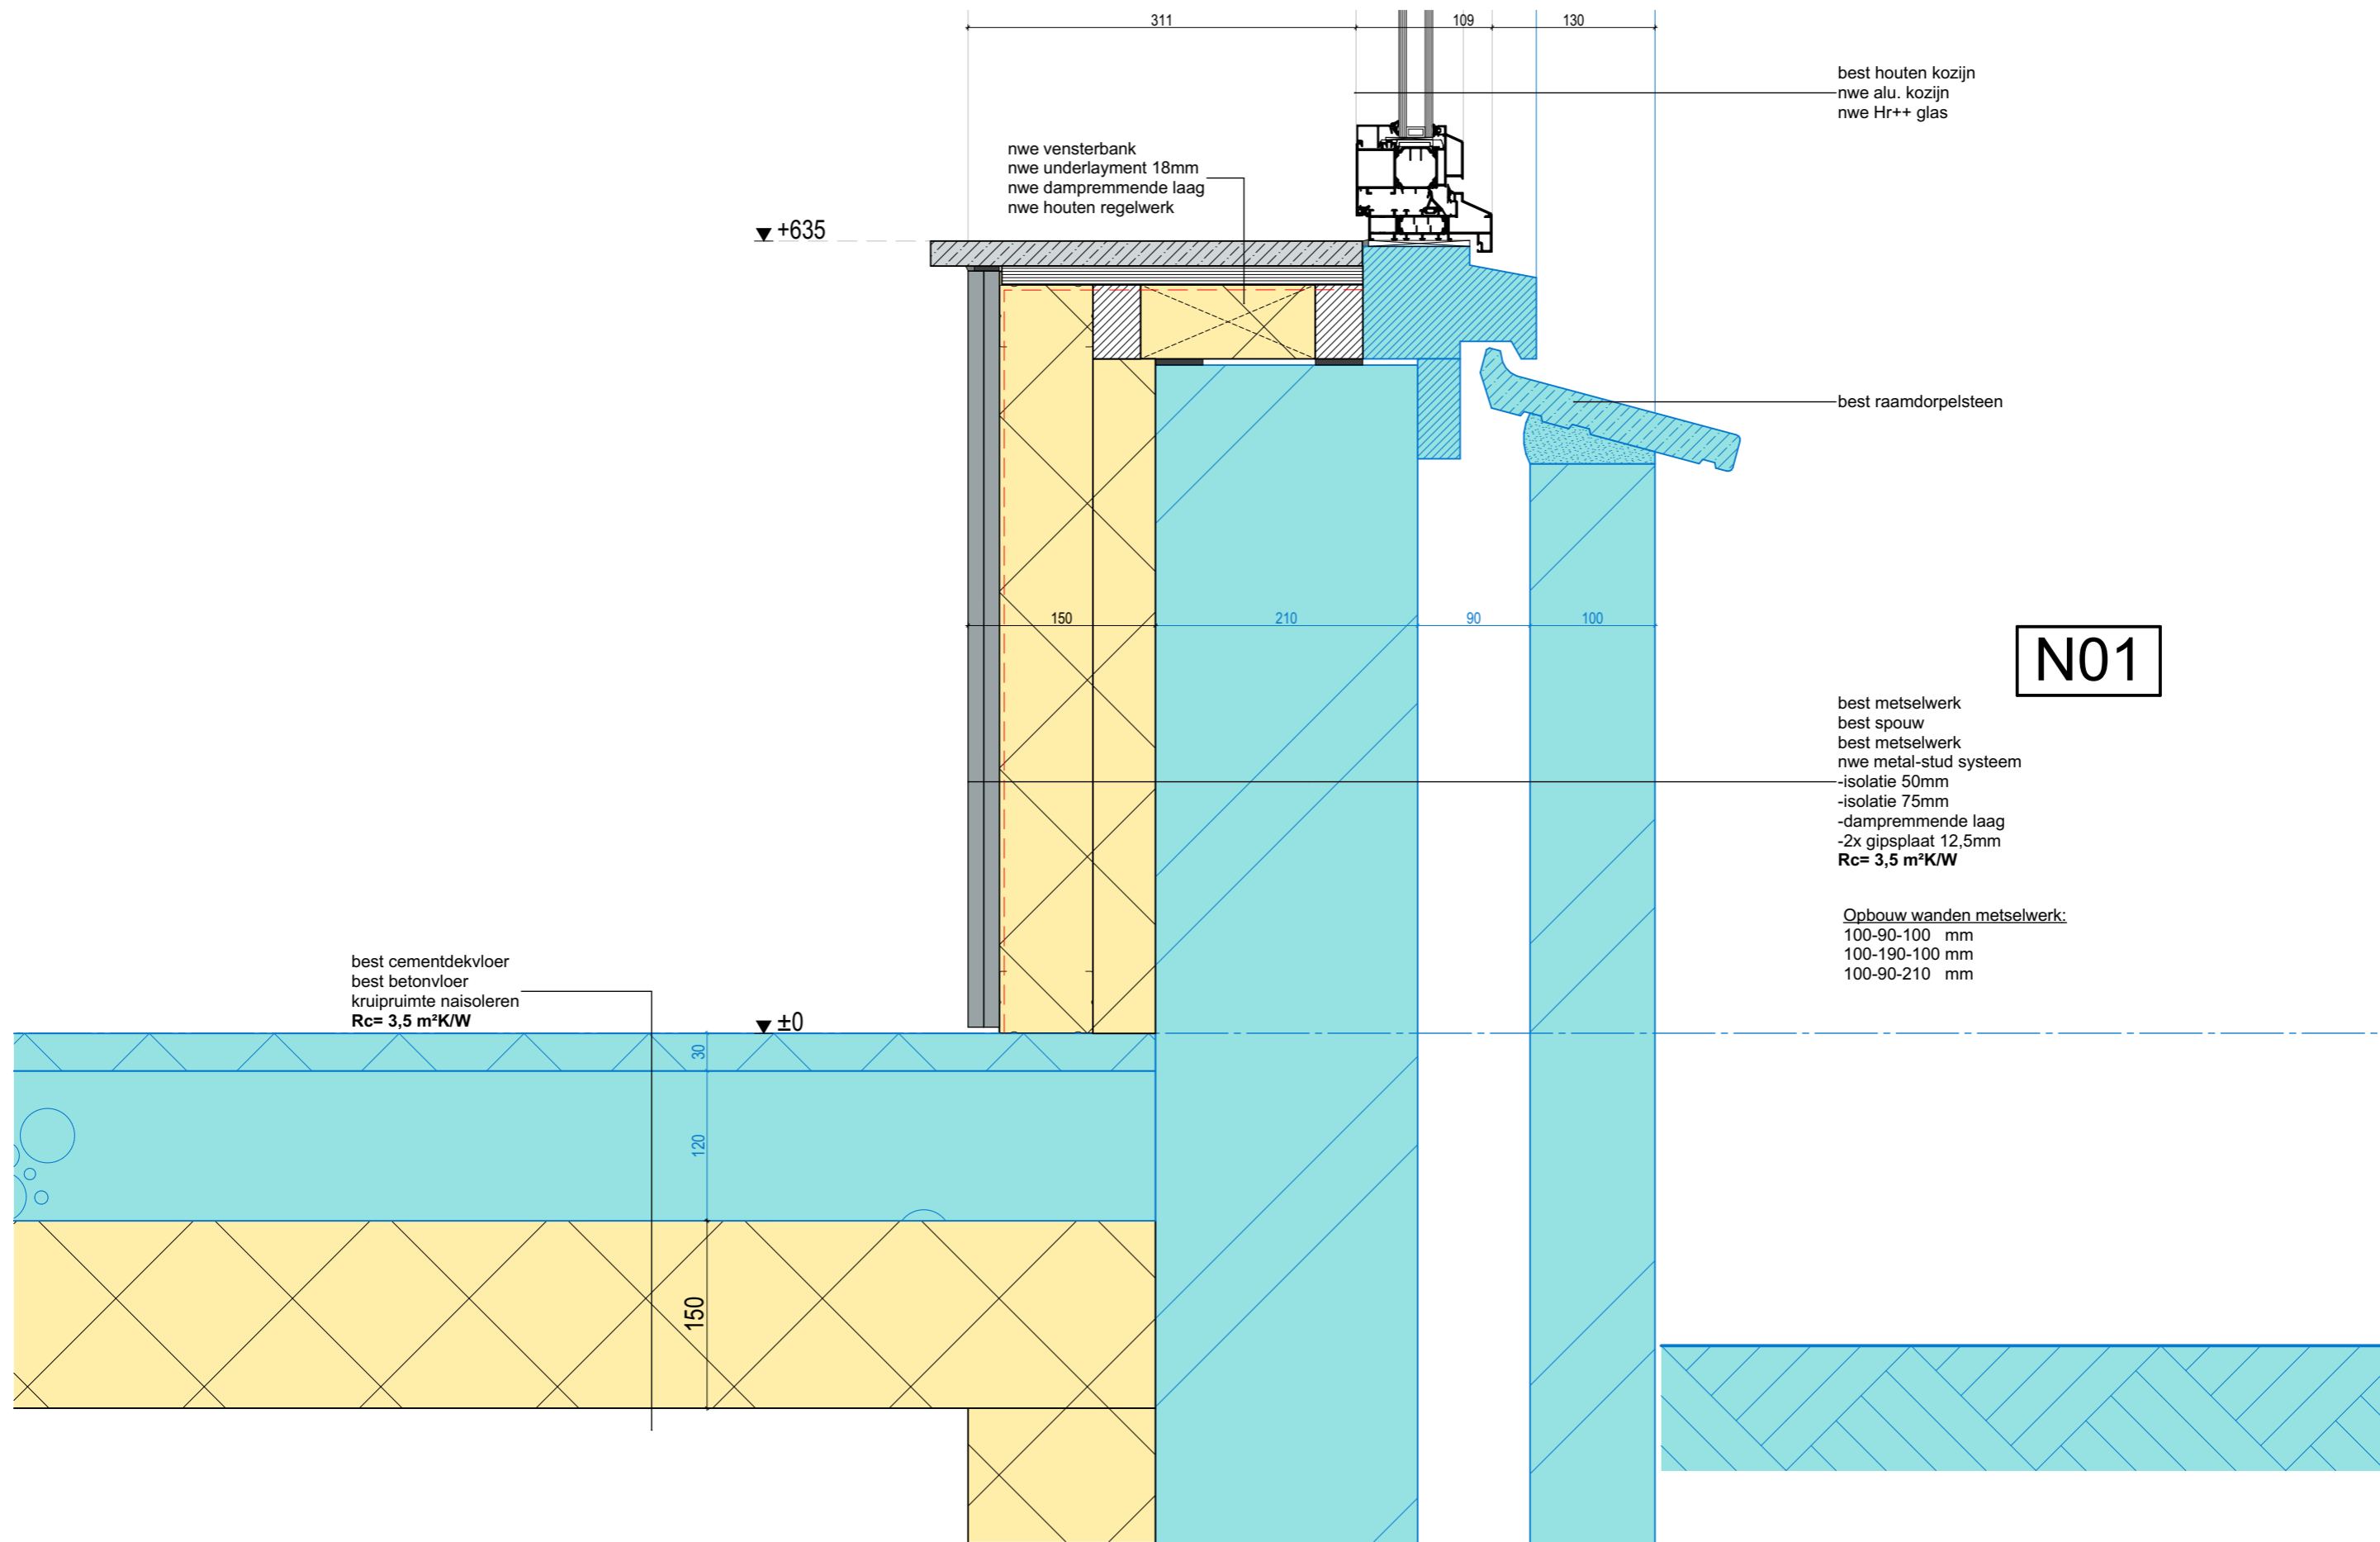 311
109
130
best houten kozijn
nwe alu. kozijn
nwe Hr++ glas
nwe vensterbank
nwe underlayment 18mm
nwe dampremmende laag
nwe houten regelwerk
+635
best raamdorpelsteen
150
210
90
100
N01
best metselwerk
best spouw
best metselwerk
nwe metal-stud systeem
-isolatie 50mm
-isolatie 75mm
-dampremmende laag
-2x gipsplaat 12,5mm
Rc= 3,5 m²K/W
Opbouw wanden metselwerk:
100-90-100 mm
100-190-100 mm
100-90-210 mm
best cementdekvloer
best betonvloer
kruipruimte naisoleren
Rc= 3,5 m²K/W
±0
30
120
150